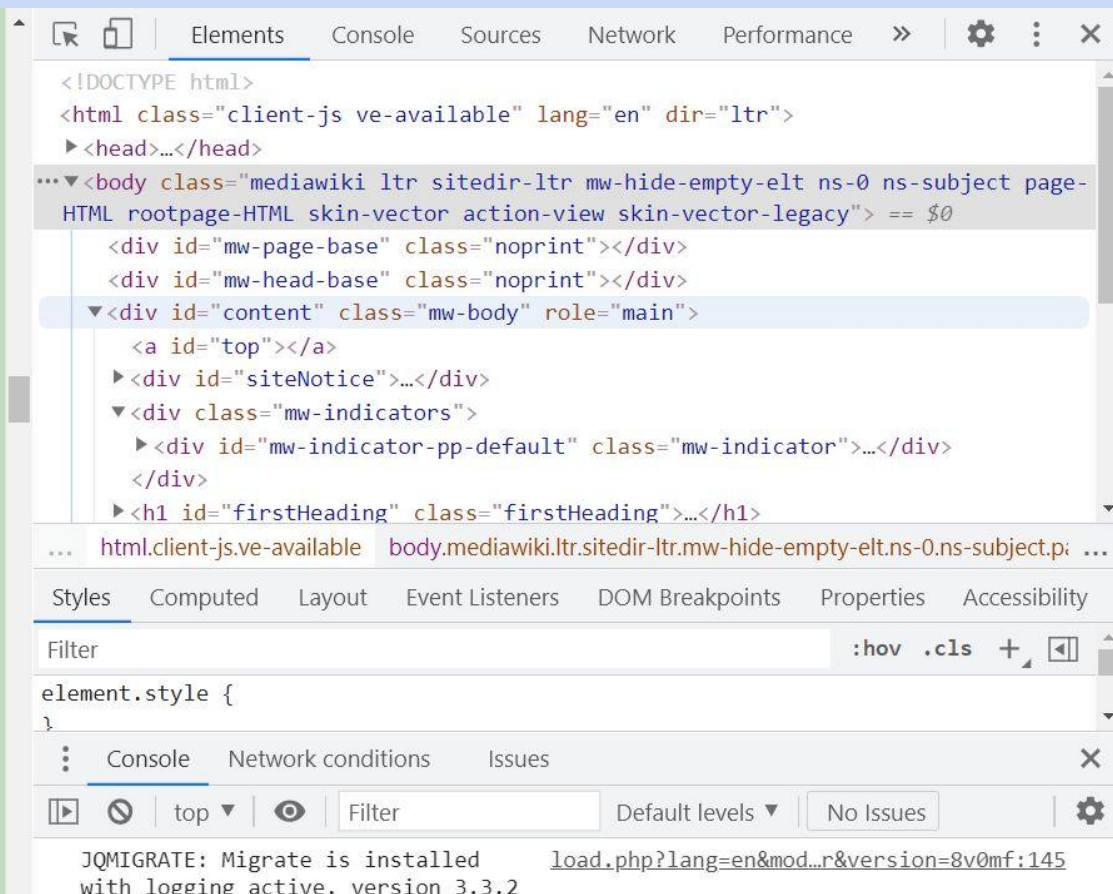 Elements Console Sources Network Performance »
<!DOCTYPE html>
<html class="client-js ve-available" lang="en" dir="ltr">
<head>…</head>
<body class="mediawiki ltr sitedir-ltr mw-hide-empty-elt ns-0 ns-subject page-
HTML rootpage-HTML skin-vector action-view skin-vector-legacy"> == $0
<div id="mw-page-base" class="noprint"></div>
<div id="mw-head-base" class="noprint"></div>
<div id="content" class="mw-body" role="main">
<a id="top"></a>
<div id="siteNotice">…</div>
<div class="mw-indicators">
<div id="mw-indicator-pp-default" class="mw-indicator">…</div>
</div>
<h1 id="firstHeading" class="firstHeading">…</h1>
... html.client-js.ve-available body.mediawiki.ltr.sitedir-ltr.mw-hide-empty-elt.ns-0.ns-subject.pa ...
Styles Computed Layout Event Listeners DOM Breakpoints Properties Accessibility
Filter :hov .cls +
element.style {
}
Console Network conditions Issues
top ▼ Filter Default levels ▼ No Issues
JQMIGRATE: Migrate is installed load.php?lang=en&mod…r&version=8v0mf:145
with logging active, version 3.3.2